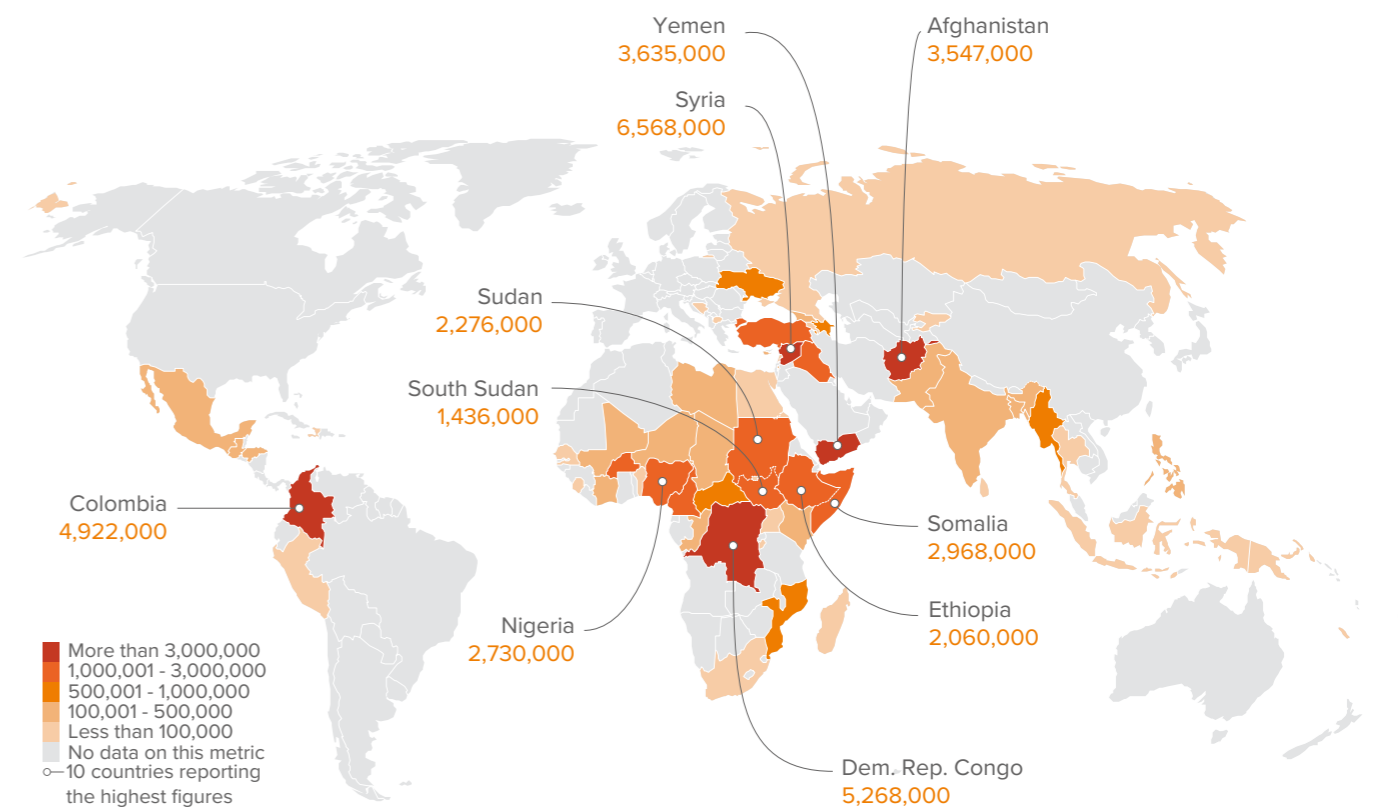 Yemen
3,635,000
Afghanistan
3,547,000
Syria
6,568,000
Sudan
2,276,000
South Sudan
1,436,000
Colombia
4,922,000
Somalia
2,968,000
Ethiopia
2,060,000
Nigeria
2,730,000
Dem. Rep. Congo
5,268,000
More than 3,000,000
1,000,001 - 3,000,000
500,001 - 1,000,000
100,001 - 500,000
Less than 100,000
No data on this metric
10 countries reporting
the highest figures